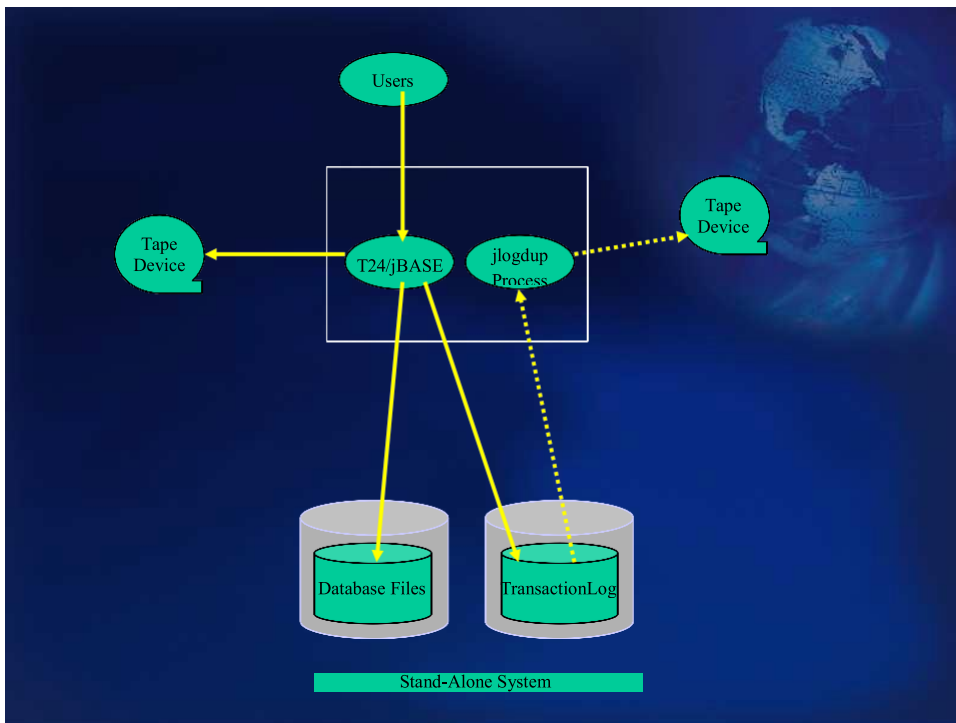 Users
Tape
Device
Tape
Device
T24/jBASE
jlogdup
Process
Database Files
TransactionLog
Stand-Alone System